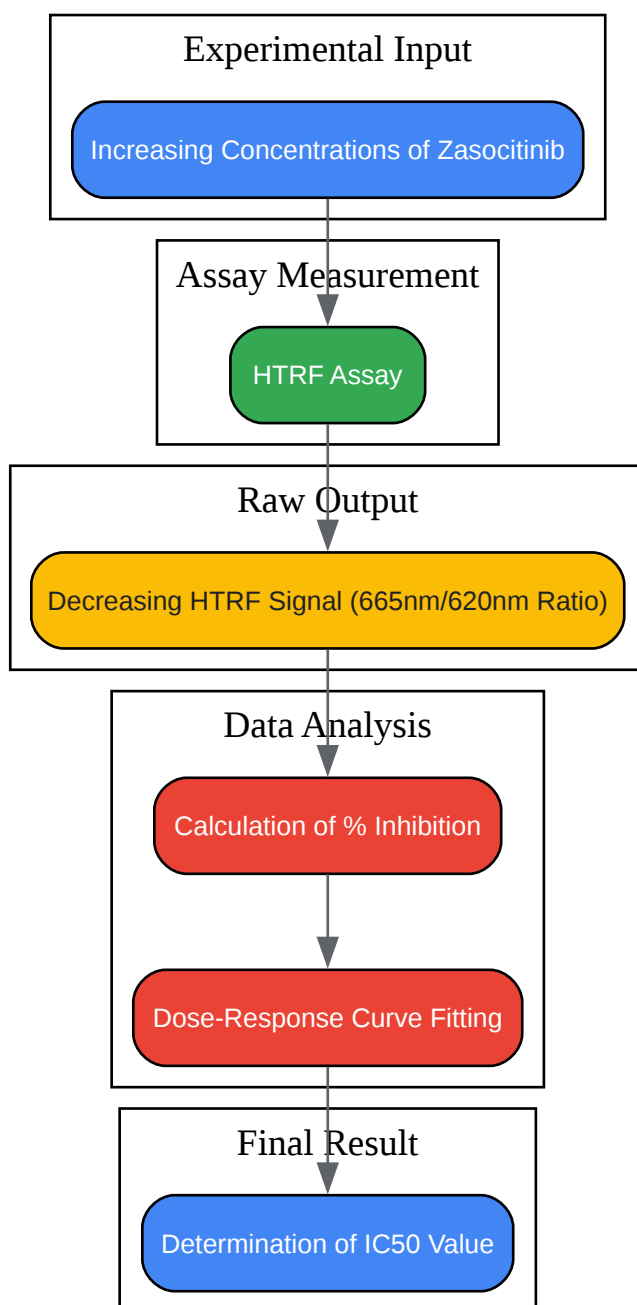 Experimental Input
Increasing Concentrations of Zasocitinib
Assay Measurement
HTRF Assay
Raw Output
Decreasing HTRF Signal (665nm/620nm Ratio)
Data Analysis
Calculation of % Inhibition
Dose-Response Curve Fitting
Final Result
Determination of IC50 Value